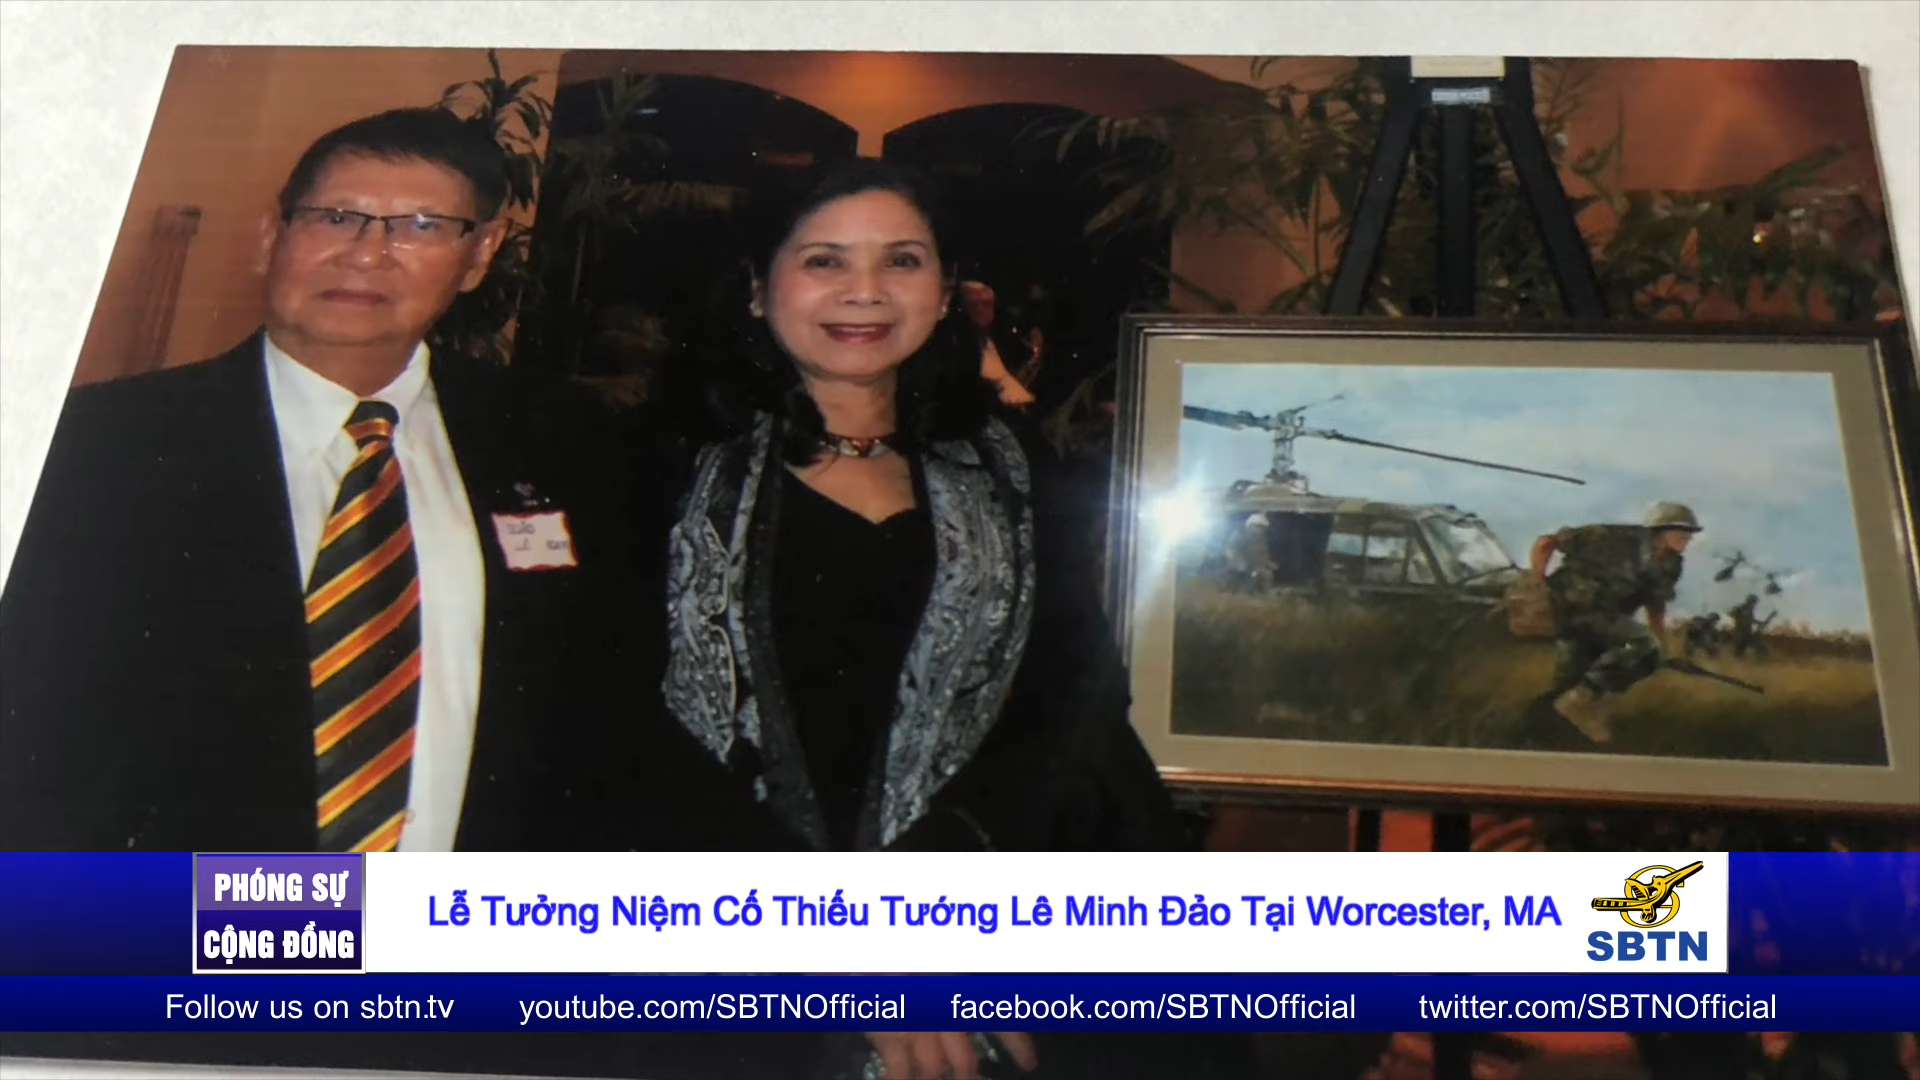 PHÓNG SỰ
CỘNG ĐỒNG
Lễ Tưởng Niệm Cố Thiếu Tướng Lê Minh Đảo Tại Worcester, MA
SBTN
Follow us on sbtn.tv youtube.com/SBTNOfficial facebook.com/SBTNOfficial twitter.com/SBTNOfficial